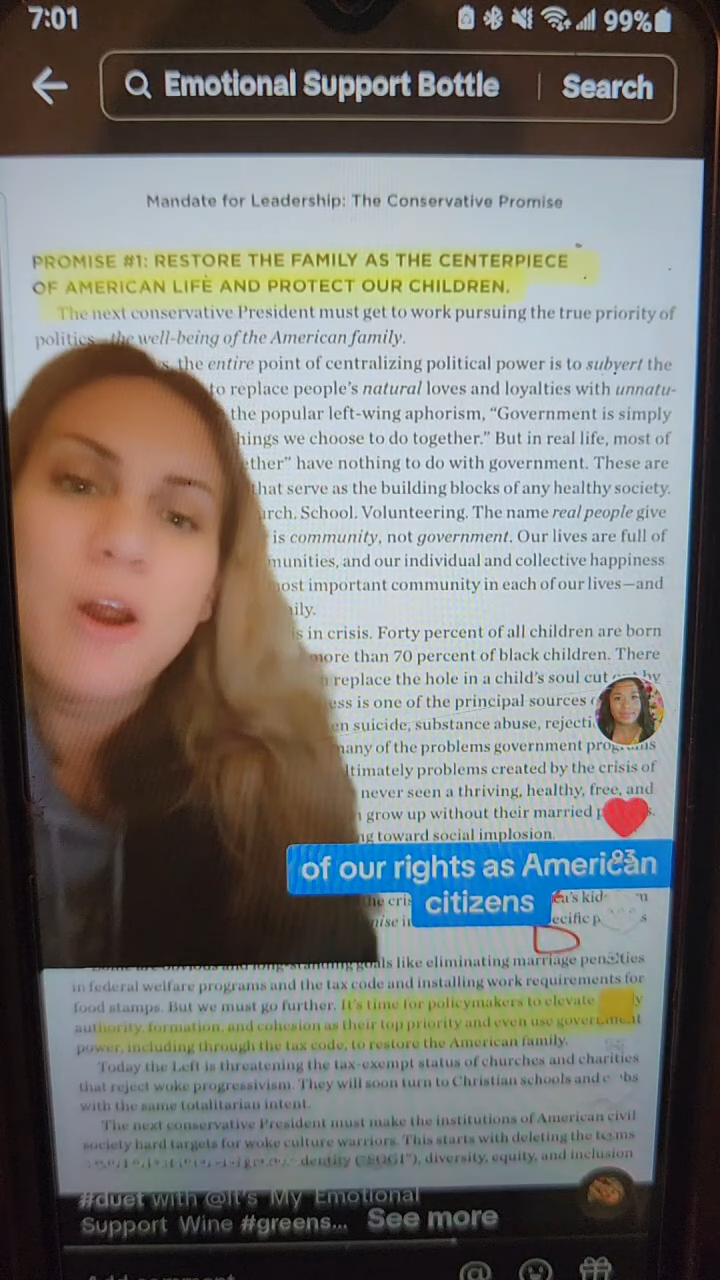 7:01
99%
Emotional Support Bottle
Search
Mandate for Leadership: The Conservative Promise
PROMISE #1: RESTORE THE FAMILY AS THE CENTERPIECE
OF AMERICAN LIFE AND PROTECT OUR CHILDREN.
The next conservative President must get to work pursuing the true priority of
politics—the well-being of the American family.
the entire point of centralizing political power is to subvert the
to replace people's natural loves and loyalties with unnatu-
the popular left-wing aphorism, "Government is simply
things we choose to do together." But in real life, most of
have nothing to do with government. These are
that serve as the building blocks of any healthy society.
School. Volunteering. The name real people give
is community, not government. Our lives are full of
and our individual and collective happiness
most important community in each of our lives—and
is in crisis. Forty percent of all children are born
more than 70 percent of black children. There
replace the hole in a child's soul cut
is one of the principal sources
suicide, substance abuse,
many of the problems government programs
ultimately problems created by the crisis of
never seen a thriving, healthy, free, and
grow up without their married
toward social implosion.
93
of our rights as American
citizens
the
kids
in
goals like eliminating marriage penalties
in federal welfare programs and the tax code and installing work requirements for
food stamps. But we must go further. It's time for policymakers to elevate
authority, formation, and cohesion as their top priority and even use government
power, including through the tax code, to restore the American family.
Today the Left is threatening the tax-exempt status of churches and charities
that reject woke progressivism. They will soon turn to Christian schools and
with the same totalitarian intent.
The next conservative President must make the institutions of American civil
society hard targets for woke culture warriors. This starts with deleting the terms
diversity, equity, and inclusion
#duet with @It's My Emotional
Support Wine #greens... See more